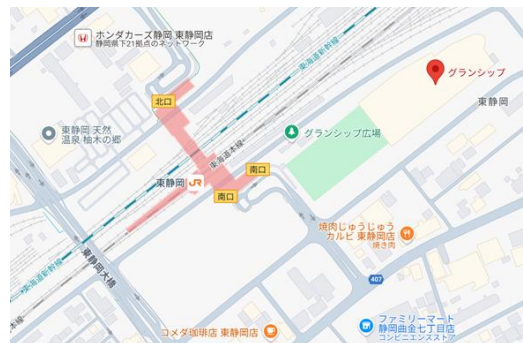 ホンダカーズ静岡 東静岡店
静岡県下21拠点のネットワーク
東海道新幹線
グランシップ
北口
東静岡
東静岡 天然
温泉 柚木の郷
グランシップ広場
東海道本線
南口
東静岡 JR
南口
焼肉じゅうじゅう
カルビ 東静岡店
焼き肉
東静岡大橋
東海道新幹線
407
ファミリーマート
静岡曲金七丁目店
コンビニエンスストア
コメダ珈琲店 東静岡店